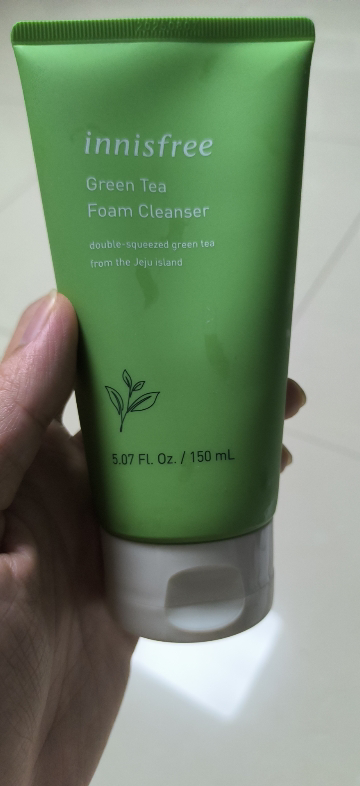 innisfree
Green Tea
Foam Cleanser
double-squeezed green tea
from the Jeju island
5.07 Fl. Oz. / 150 mL